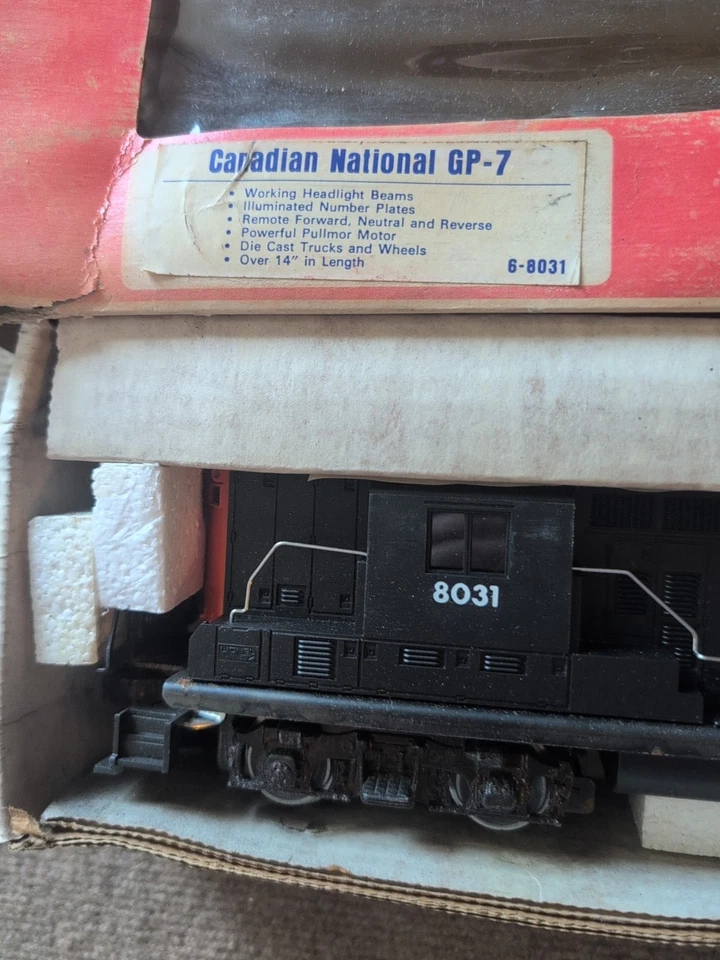 Canadian National GP-7
• Working Headlight Beams
• Illuminated Number Plates
• Remote Forward, Neutral and Reverse
• Powerful Pullmor Motor
• Die Cast Trucks and Wheels
• Over 14" in Length
6-8031
8031
LIONEL